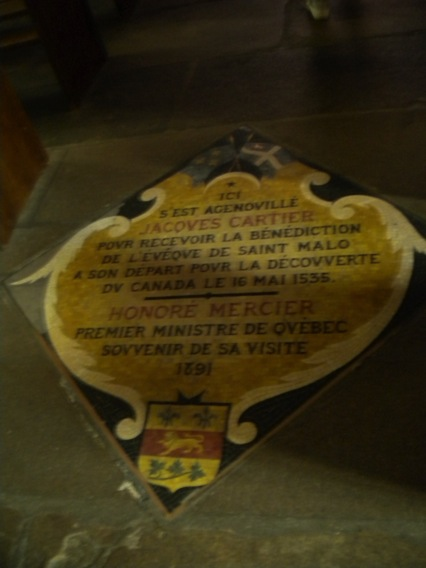 ICI
S'EST AGENOVILLÉ
JACQVES CARTIER
POVR RECEVOIR LA BÉNÉDICTION
DE L'ÉVÊQVE DE SAINT MALO
A SON DÉPART POVR LA DÉCOVVERTE
DV CANADA LE 16 MAI 1535.
HONORÉ MERCIER
PREMIER MINISTRE DE QVÉBEC
SOVVENIR DE SA VISITE
1891